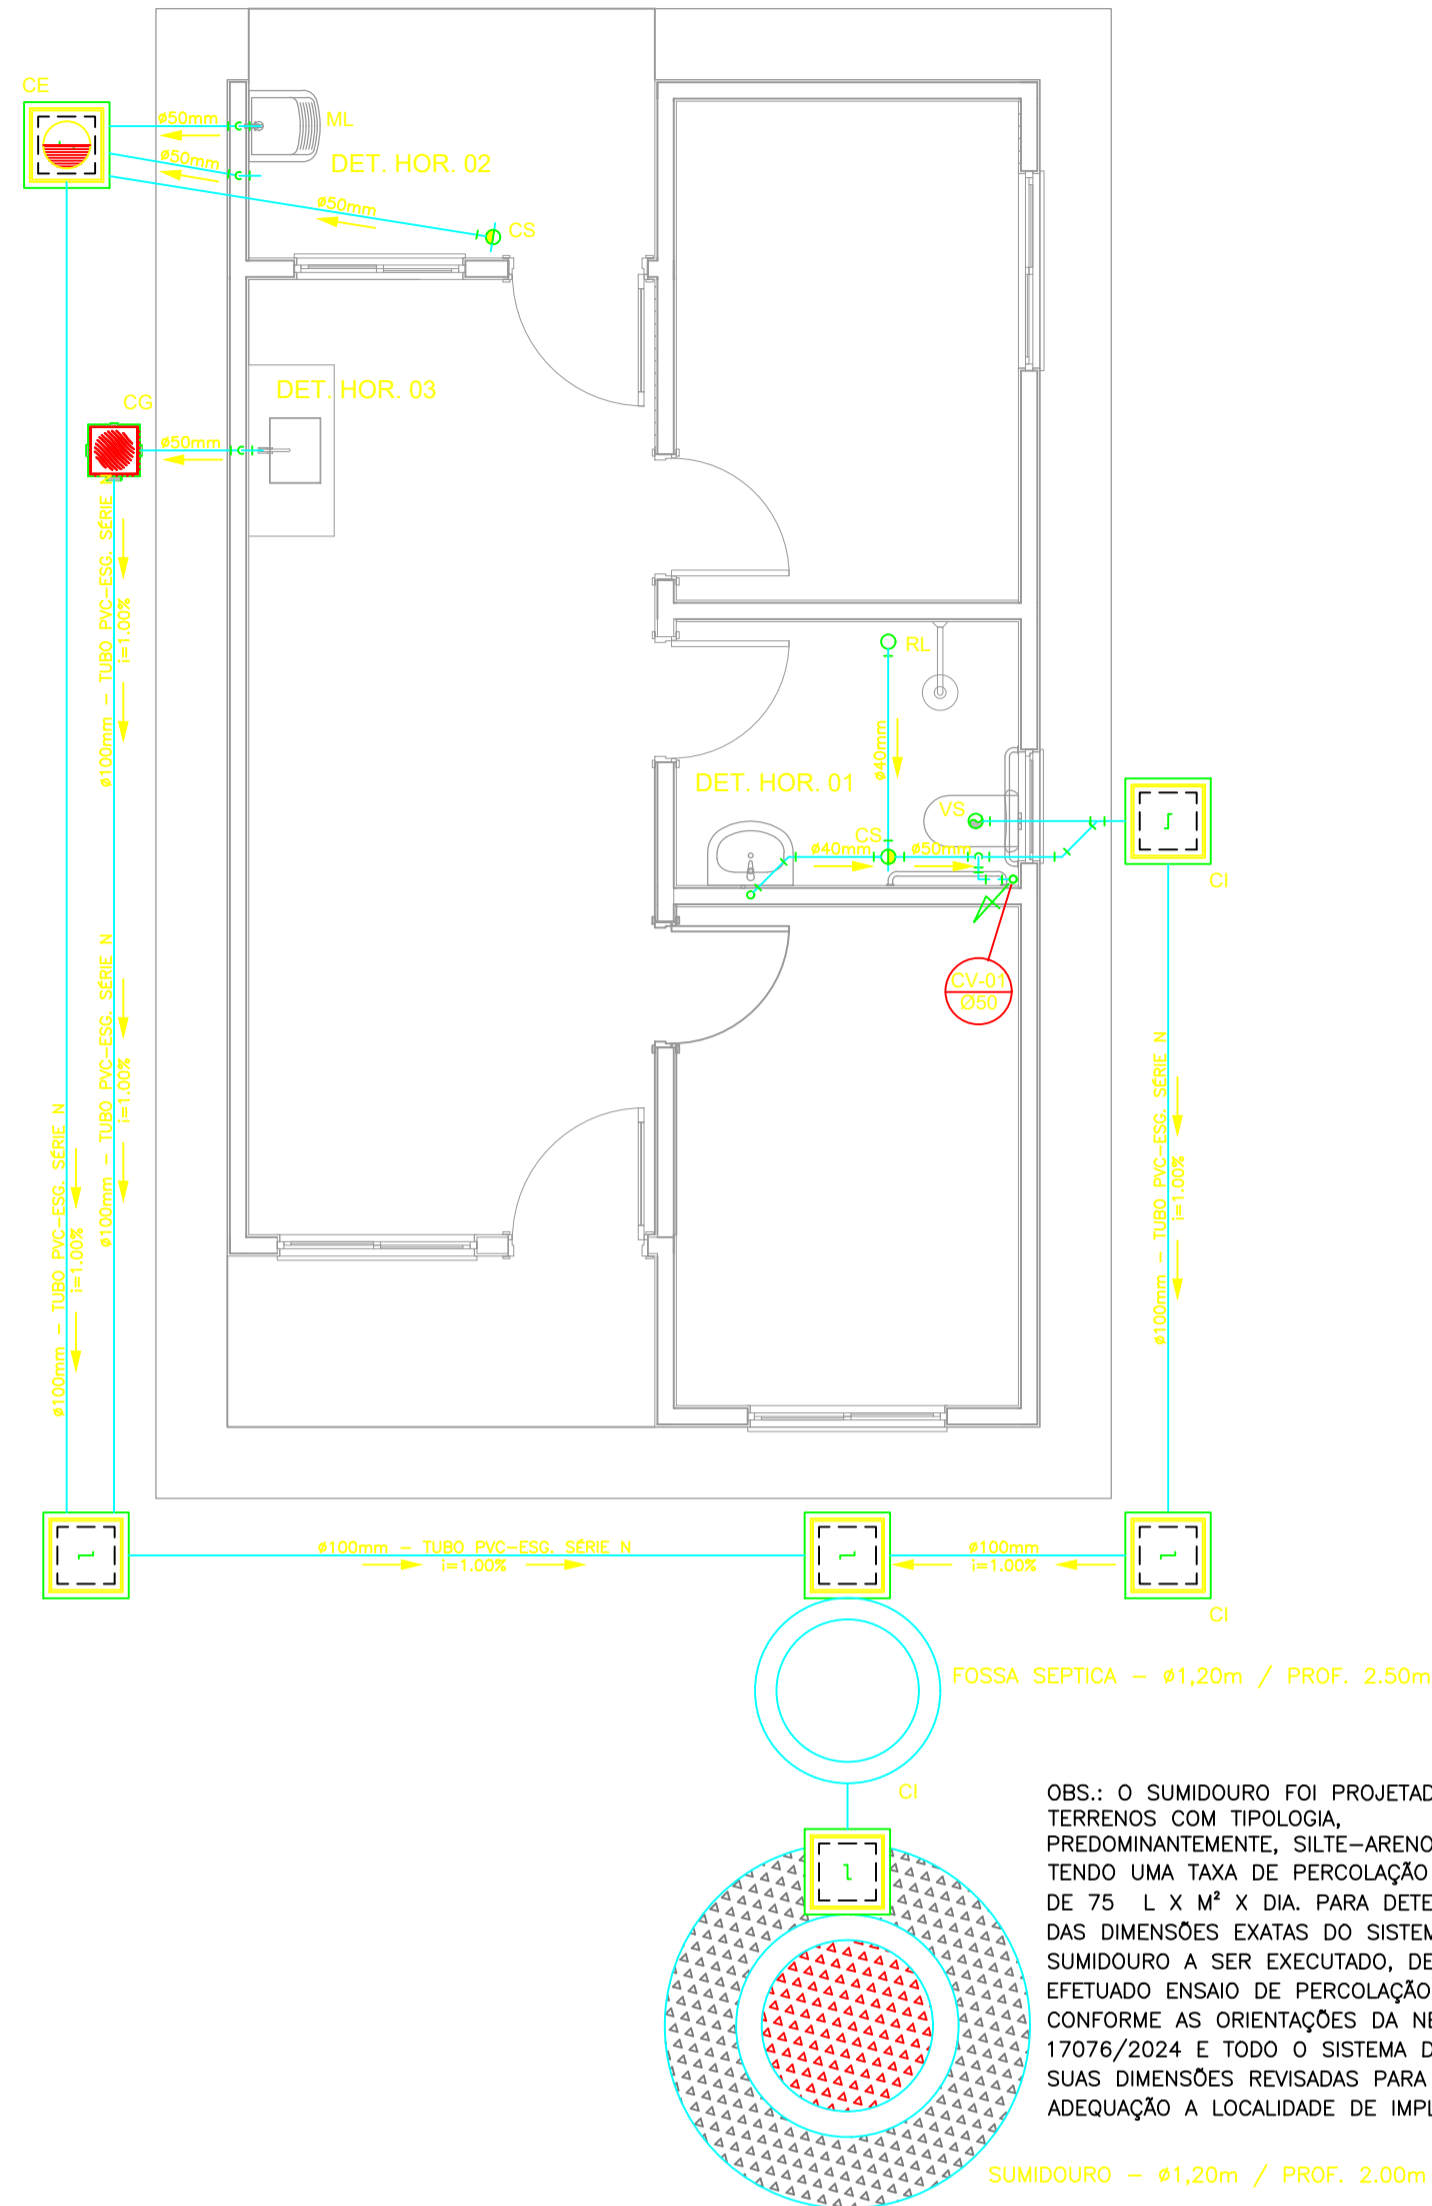 CE
ø50mm
ML
ø50mm
DET. HOR. 02
ø50mm
CS
DET. HOR. 03
CG
ø50mm
ø100mm – TUBO PVC–ESG. SÉRIE N
i=1.00%
RL
ø40mm
DET. HOR. 01
VS
CS
ø40mm
ø50mm
CI
CV-01
Ø50
ø100mm – TUBO PVC–ESG. SÉRIE N
i=1.00%
ø100mm – TUBO PVC–ESG. SÉRIE N
i=1.00%
ø100mm – TUBO PVC–ESG. SÉRIE N
i=1.00%
ø100mm – TUBO PVC–ESG. SÉRIE N
i=1.00%
ø100mm
i=1.00%
CI
FOSSA SEPTICA – ø1,20m / PROF. 2.50m
CI
OBS.: O SUMIDOURO FOI
TERRENOS COM TIPOLOGIA,
PREDOMINANTEMENTE,
TENDO UMA TAXA DE PERCOLAÇÃO
DE 75 L X M² X DIA. PARA
DAS DIMENSÕES EXATAS DO
SUMIDOURO A SER EXECUTADO,
EFETUADO ENSAIO DE PERCOLAÇÃO
CONFORME AS ORIENTAÇÕES DA
17076/2024 E TODO O SISTEMA
SUAS DIMENSÕES REVISADAS PARA
ADEQUAÇÃO A LOCALIDADE DE
SUMIDOURO – ø1,20m / PROF. 2.00m